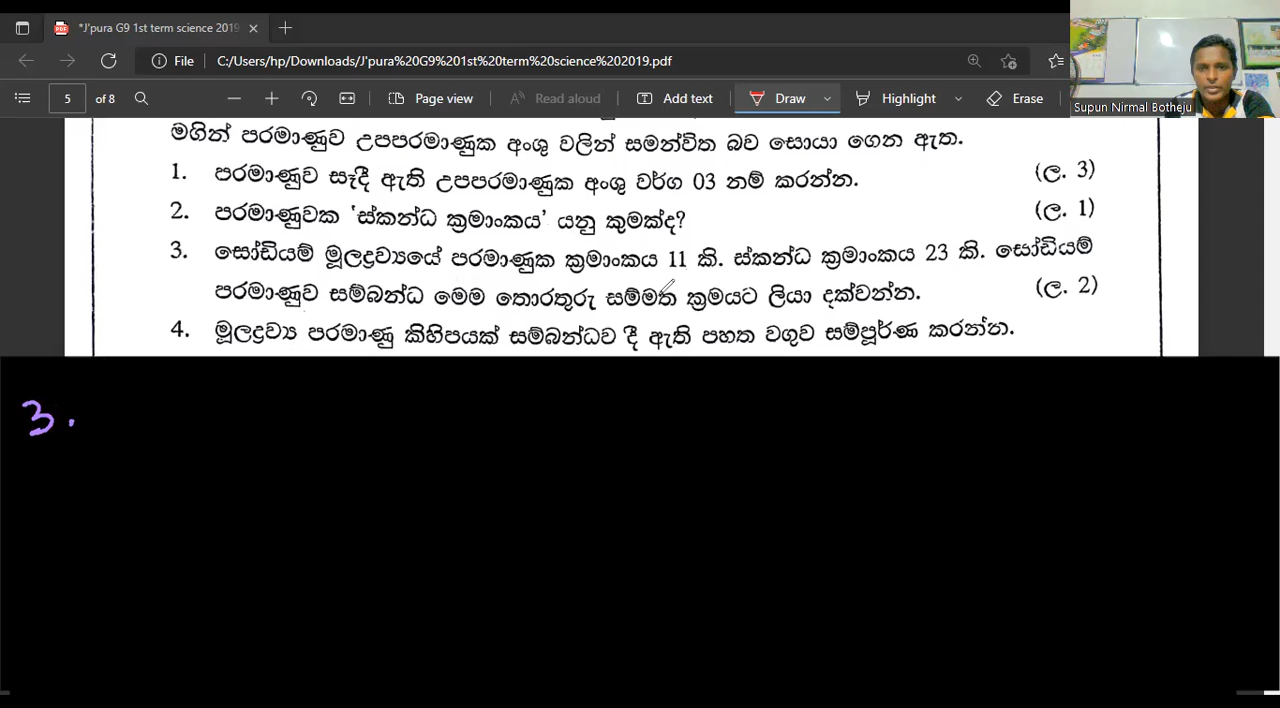 *J'pura G9 1st term science 2019
File C:/Users/hp/Downloads/J'pura%20G9%201st%20term%20science%202019.pdf
5 of 8 Page view Read aloud Add text Draw Highlight Erase
Supun Nirmal Botheju
මගින් පරමාණුව උපපරමාණුක අංශු වලින් සමන්විත බව සොයා ගෙන ඇත.
1. පරමාණුව සෑදී ඇති උපපරමාණුක අංශු වර්ග 03 නම් කරන්න. (ල. 3)
2. පරමාණුවක 'ස්කන්ධ ක්‍රමාංකය' යනු කුමක්ද? (ල. 1)
3. සෝඩියම් මූලද්‍රව්‍යයේ පරමාණුක ක්‍රමාංකය 11 කි. ස්කන්ධ ක්‍රමාංකය 23 කි. සෝඩියම්
පරමාණුව සම්බන්ධ මෙම තොරතුරු සම්මත ක්‍රමයට ලියා දක්වන්න. (ල. 2)
4. මූලද්‍රව්‍ය පරමාණු කිහිපයක් සම්බන්ධව දී ඇති පහත වගුව සම්පූර්ණ කරන්න.
3.